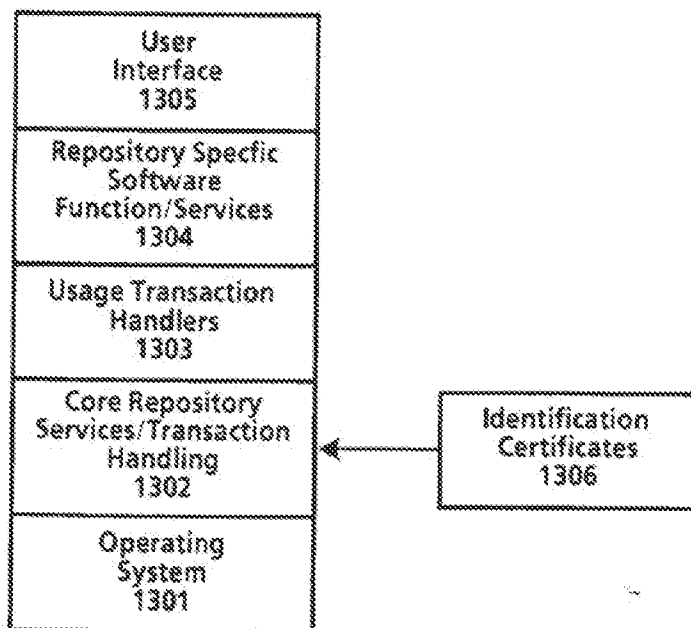 User
Interface
1305
Repository Specfic
Software
Function/Services
1304
Usage Transaction
Handlers
1303
Core Repository
Services/Transaction
Handling
1302
Operating
System
1301
Identification
Certificates
1306